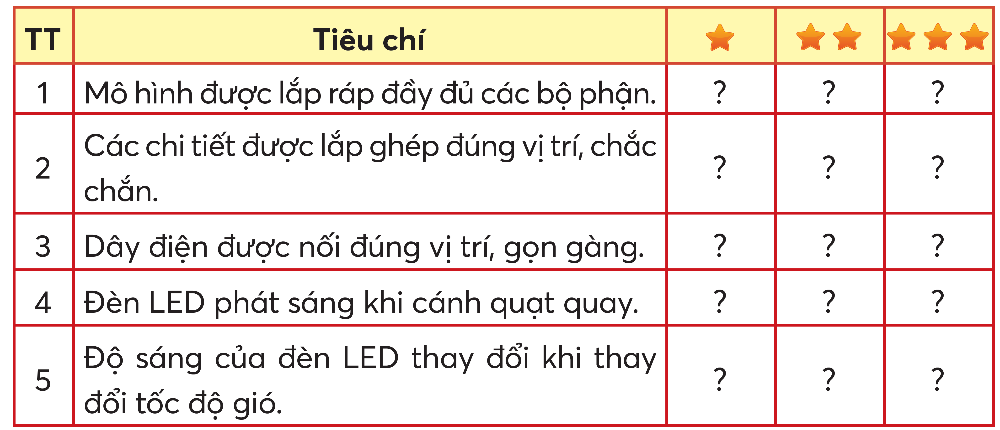 TT Tiêu chí
1 Mô hình được lắp ráp đầy đủ các bộ phận. ? ? ?
Các chi tiết được lắp ghép đúng vị trí, chắc
2 ? ? ?
chắn.
3 Dây điện được nối đúng vị trí, gọn gàng. ? ? ?
4 Đèn LED phát sáng khi cánh quạt quay. ? ? ?
Độ sáng của đèn LED thay đổi khi thay
5 ? ? ?
đổi tốc độ gió.